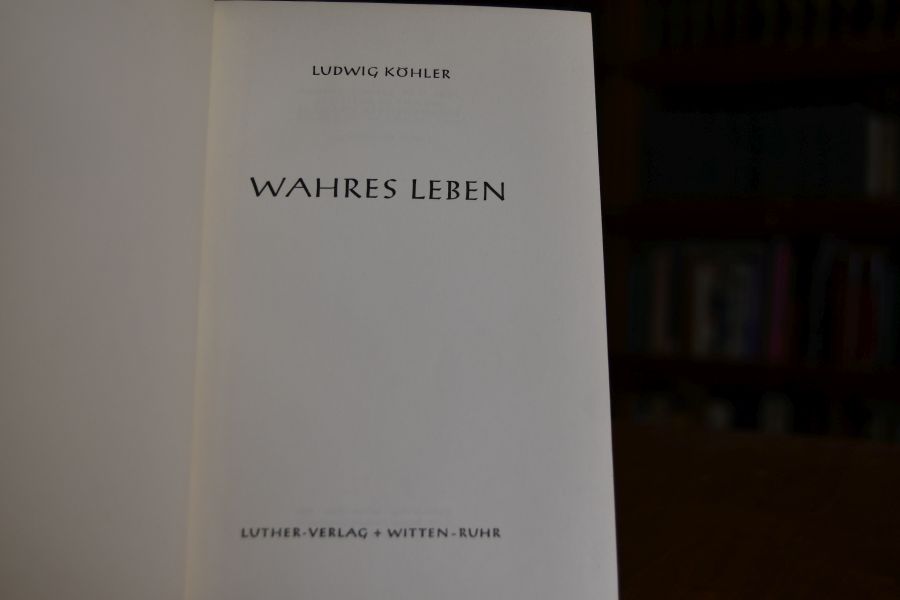 LUDWIG KÖHLER
WAHRES LEBEN
LUTHER-VERLAG + WITTEN-RUHR